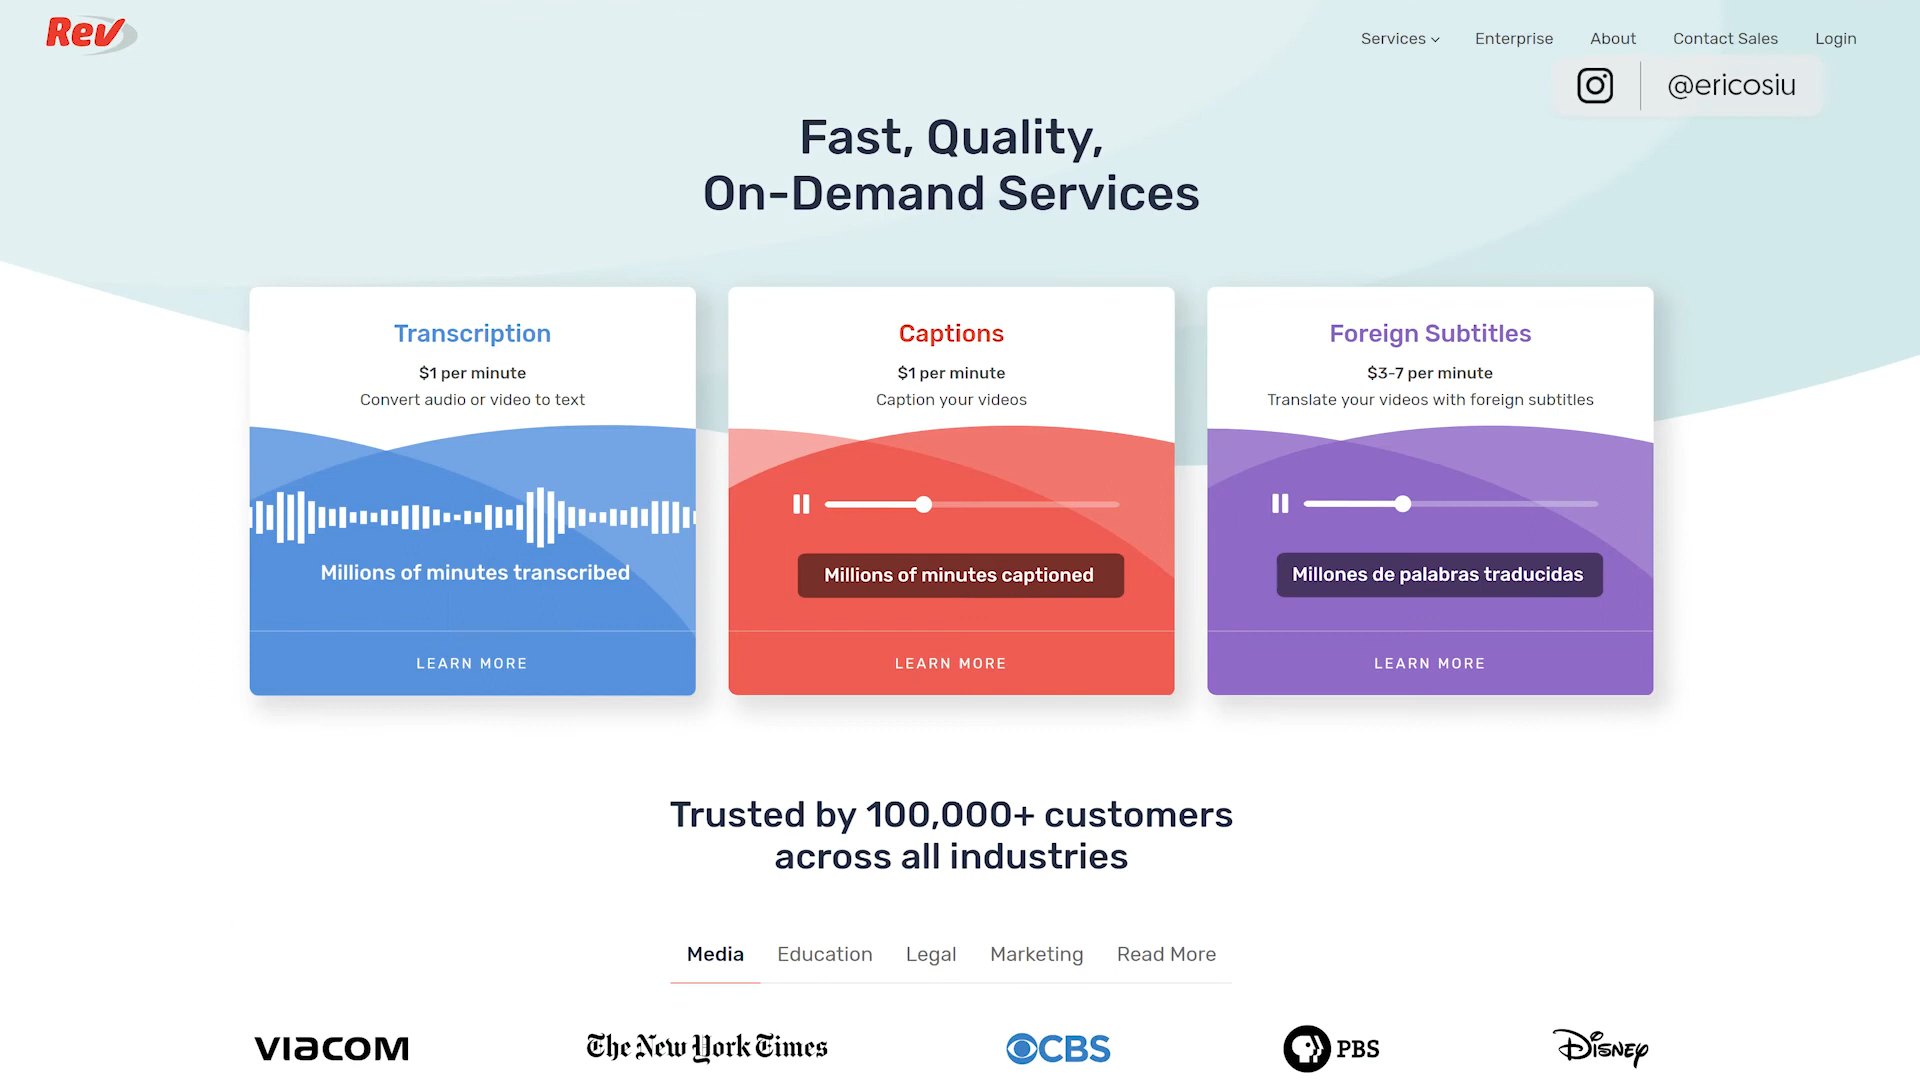 Rev
Services
Enterprise
About
Contact Sales
Login
@ericosiu
Fast, Quality,
On-Demand Services
Transcription
$1 per minute
Convert audio or video to text
Millions of minutes transcribed
LEARN MORE
Captions
$1 per minute
Caption your videos
Millions of minutes captioned
LEARN MORE
Foreign Subtitles
$3-7 per minute
Translate your videos with foreign subtitles
Millones de palabras traducidas
LEARN MORE
Trusted by 100,000+ customers
across all industries
Media
Education
Legal
Marketing
Read More
VIACOM
The New York Times
CBS
PBS
DISNEY